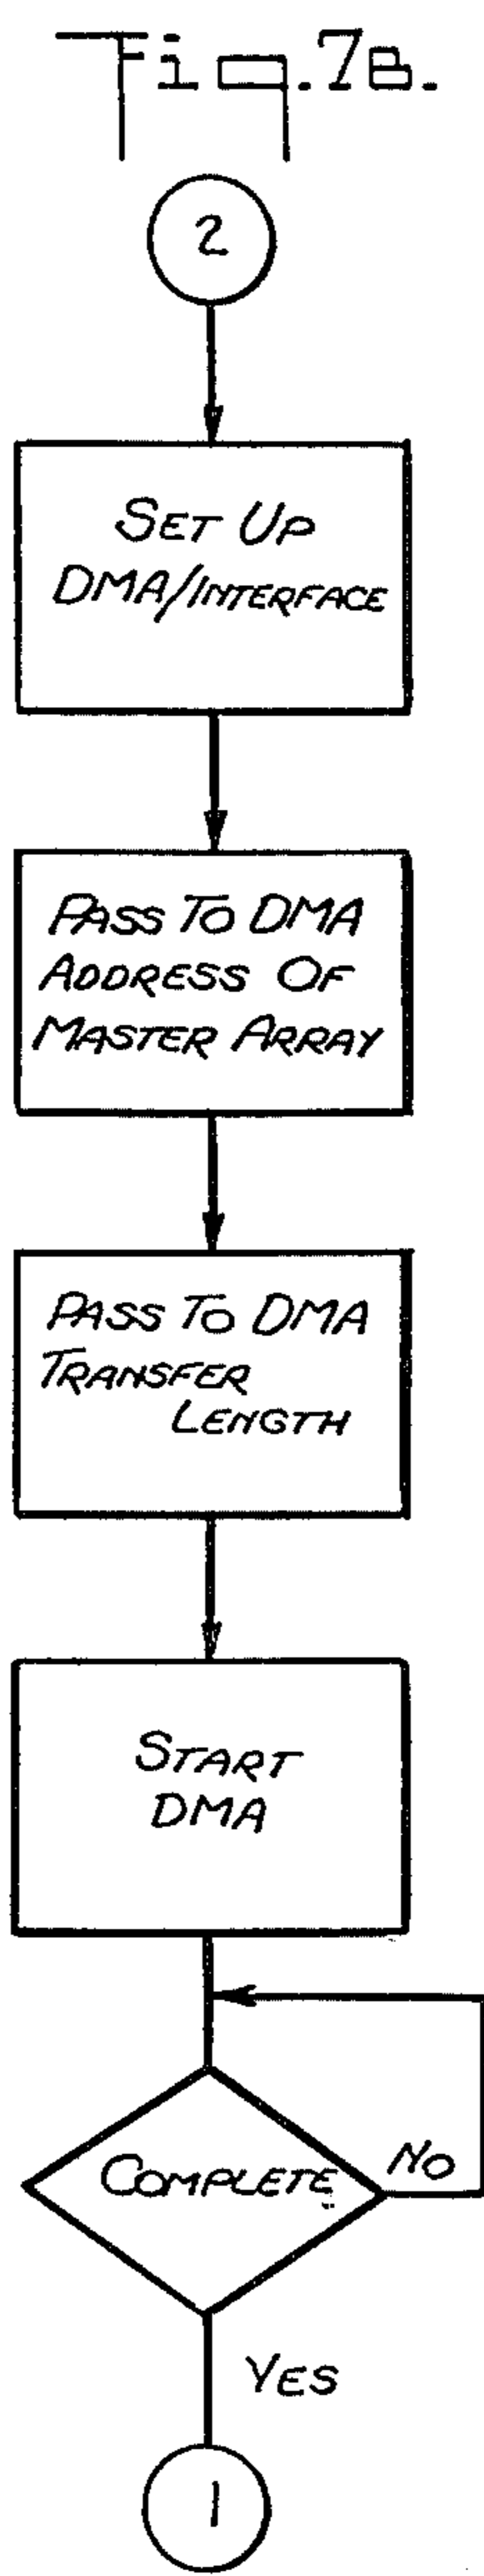 Fig. 7B.
2
SET UP
DMA/INTERFACE
PASS TO DMA
ADDRESS OF
MASTER ARRAY
PASS TO DMA
TRANSFER
LENGTH
START
DMA
COMPLETE
NO
YES
1